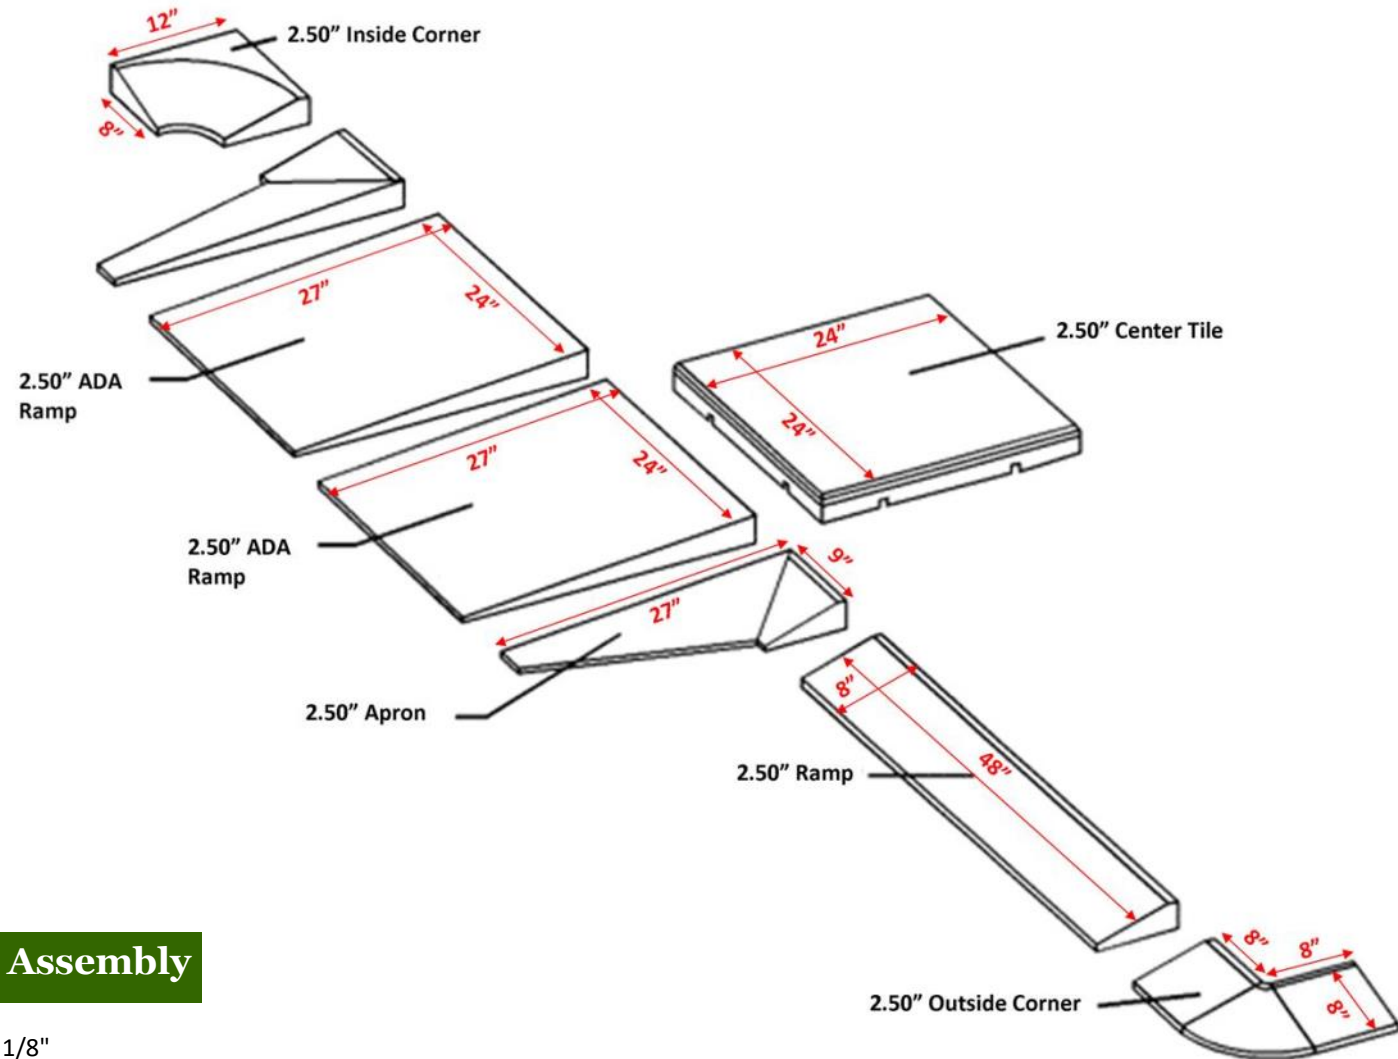 12”
2.50” Inside Corner
8”
27”
24”
2.50” ADA
Ramp
24”
24”
2.50” Center Tile
27”
24”
2.50” ADA
Ramp
9”
27”
2.50” Apron
8”
48”
2.50” Ramp
8”
8”
8”
2.50” Outside Corner
Assembly
1/8"